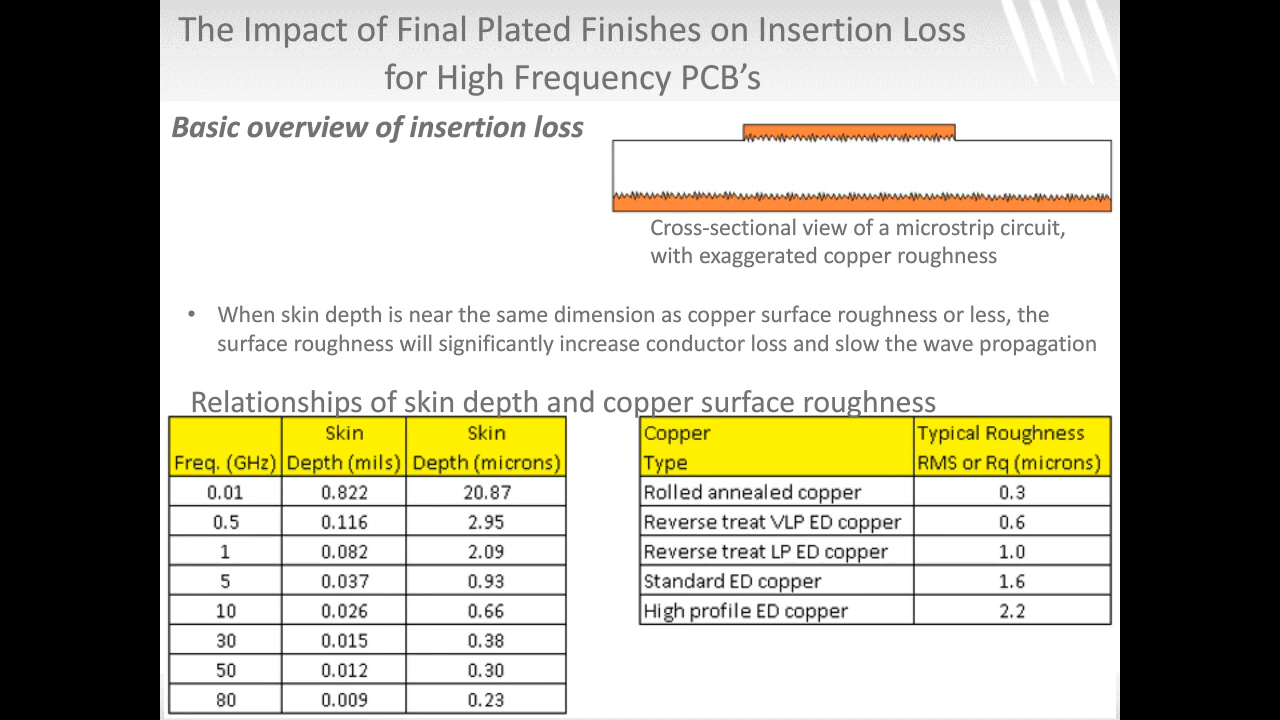 The Impact of Final Plated Finishes on Insertion Loss
for High Frequency PCB’s
Basic overview of insertion loss
Cross-sectional view of a microstrip circuit,
with exaggerated copper roughness
• When skin depth is near the same dimension as copper surface roughness or less, the
surface roughness will significantly increase conductor loss and slow the wave propagation
Relationships of skin depth and copper surface roughness
Skin Skin
Freq. (GHz) Depth (mils) Depth (microns)
0.01 0.822 20.87
0.5 0.116 2.95
1 0.082 2.09
5 0.037 0.93
10 0.026 0.66
30 0.015 0.38
50 0.012 0.30
80 0.009 0.23
Copper Typical Roughness
Type RMS or Rq (microns)
Rolled annealed copper 0.3
Reverse treat VLP ED copper 0.6
Reverse treat LP ED copper 1.0
Standard ED copper 1.6
High profile ED copper 2.2